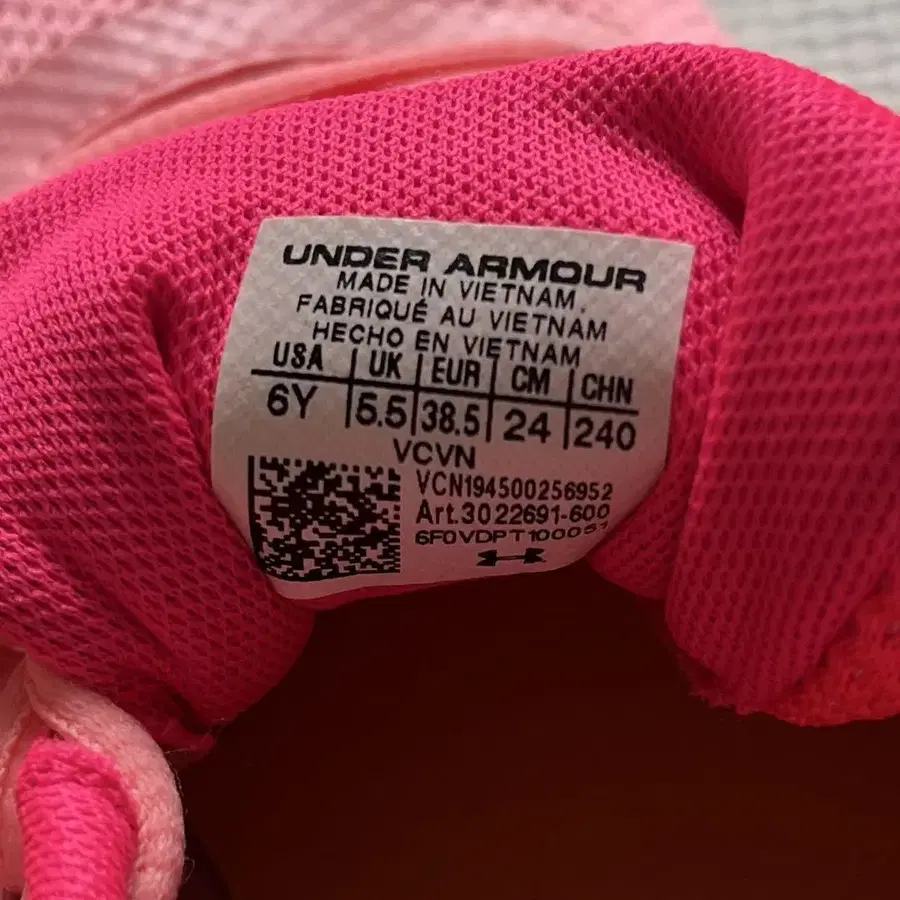 UNDER ARMOUR
MADE IN VIETNAM
FABRIQUÉ AU VIETNAM
HECHO EN VIETNAM
USA UK EUR CM CHN
6Y 5.5 38.5 24 240
VCVN
VCN194500256952
Art.3022691-600
6F0VDPT100051